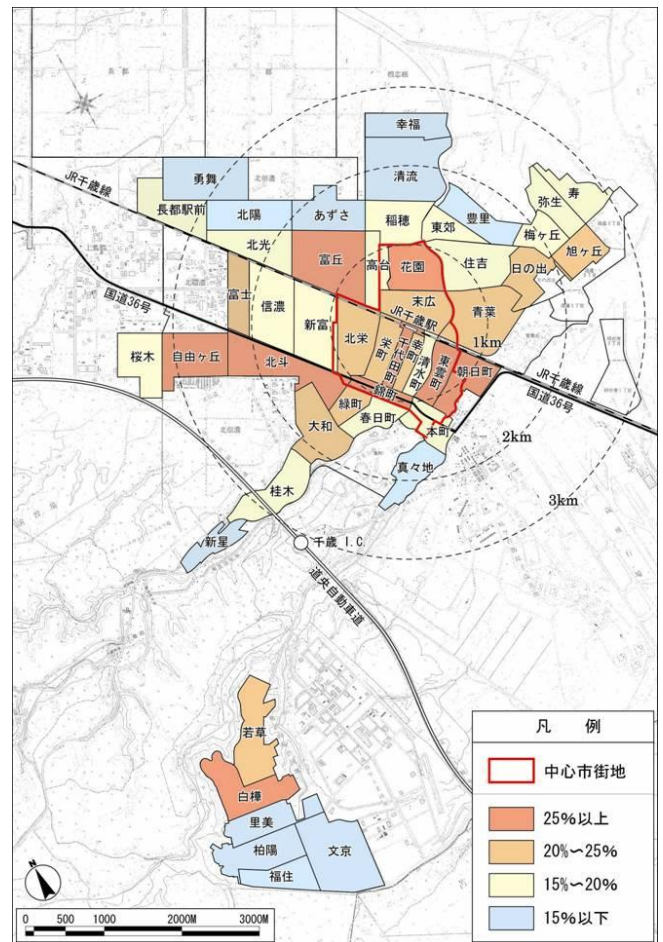 幸福
勇舞
清流
JR千歳線
弥生
寿
長都駅前
北陽
あずさ
稲穂
東郊
豊里
梅ヶ丘
旭ヶ丘
北光
富丘
高台
花園
住吉
日の出
国道36号
富士
信濃
末広
JR千歳駅
青葉
新富
北栄
栄町
千代田町
幸町
清水町
東雲町
1km
桜木
自由ヶ丘
北斗
朝日町
JR千歳線
国道36号
錦町
緑町
春日町
大和
本町
2km
真々地
3km
桂木
新星
千歳 I.C.
道央自動車道
若草
白樺
里美
柏陽
文京
福住
凡 例
中心市街地
25%以上
20%～25%
15%～20%
15%以下
N
0 500 1000 2000M 3000M